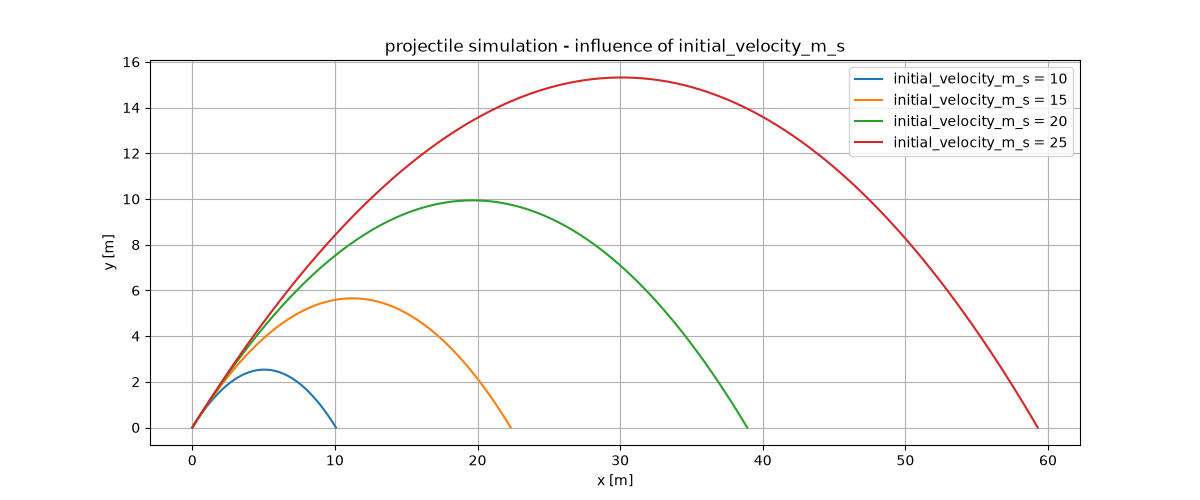 projectile simulation - influence of initial_velocity_m_s
16
14
12
10
8
6
4
2
0
y [m]
initial_velocity_m_s = 10
initial_velocity_m_s = 15
initial_velocity_m_s = 20
initial_velocity_m_s = 25
0 10 20 30 40 50 60
x [m]